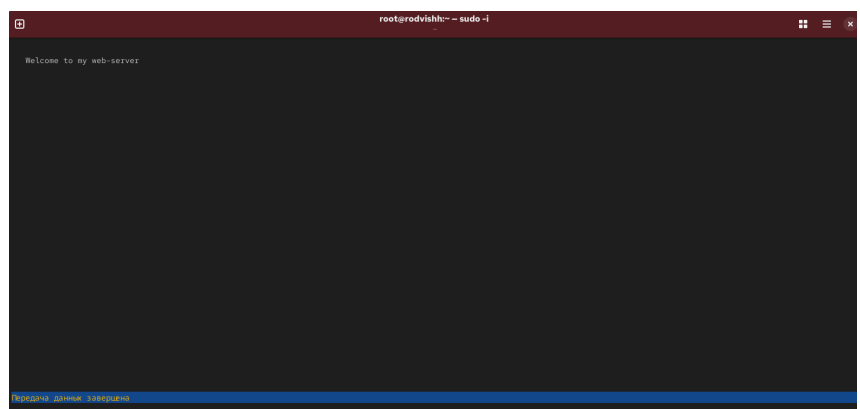 root@rodvishh:~ — sudo -i
~
Welcome to my web-server
Передача данных завершена